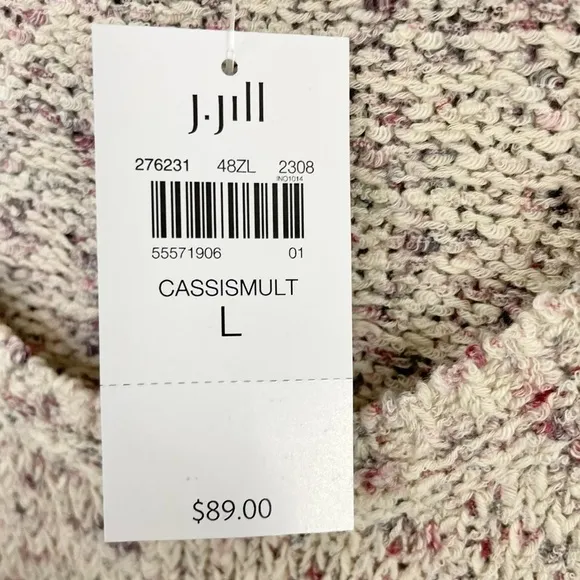 J.Jill
276231 48ZL 2308
INO1014
55571906 01
CASSISMULT
L
$89.00